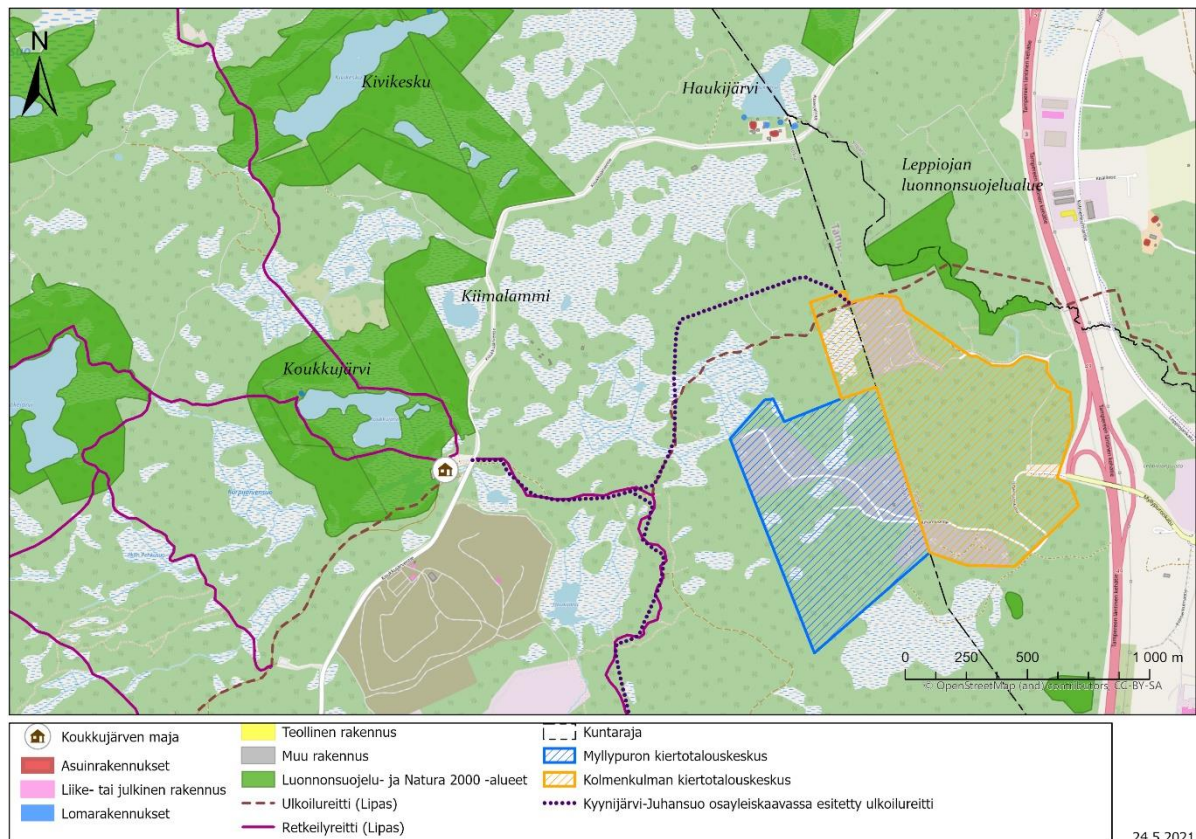 N
Kivikesku
Haukijärvi
Leppiojan
luonnonsuojelualue
Kiimalammi
Koukkujärvi
0 250 500 1 000 m
© OpenStreetMap (and) contributors, CC-BY-SA
Koukkujärven maja
Asuinrakennukset
Liike- tai julkinen rakennus
Lomarakennukset
Teollinen rakennus
Muu rakennus
Luonnonsuojelu- ja Natura 2000 -alueet
Ulkoilureitti (Lipas)
Retkeilyreitti (Lipas)
Kuntaraja
Myllypuron kiertotalouskeskus
Kolmenkulman kiertotalouskeskus
Kyynijärvi-Juhansuo osayleiskaavassa esitetty ulkoilureitti
24.5.2021